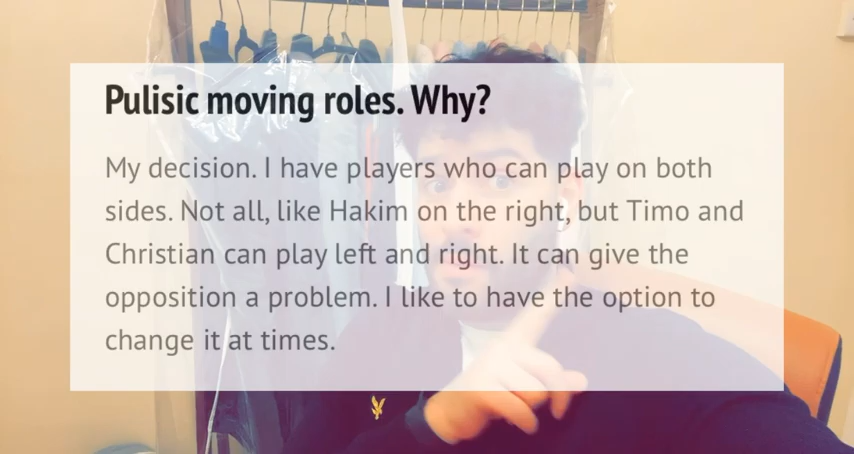 Pulisic moving roles. Why?
My decision. I have players who can play on both
sides. Not all, like Hakim on the right, but Timo and
Christian can play left and right. It can give the
opposition a problem. I like to have the option to
change it at times.